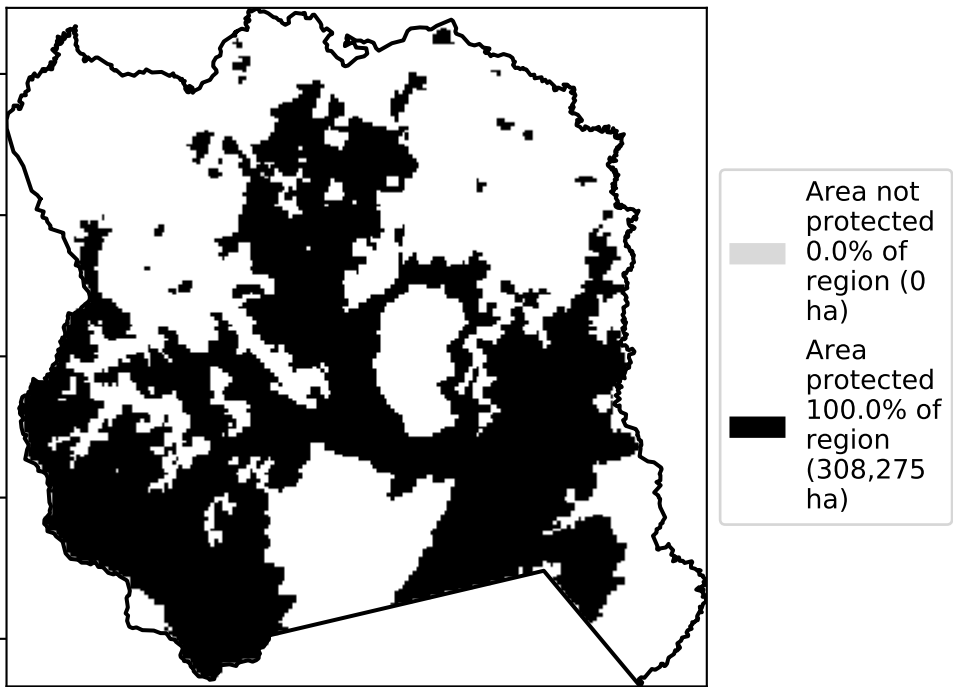 Area not
protected
0.0% of
region (0
ha)
Area
protected
100.0% of
region
(308,275
ha)